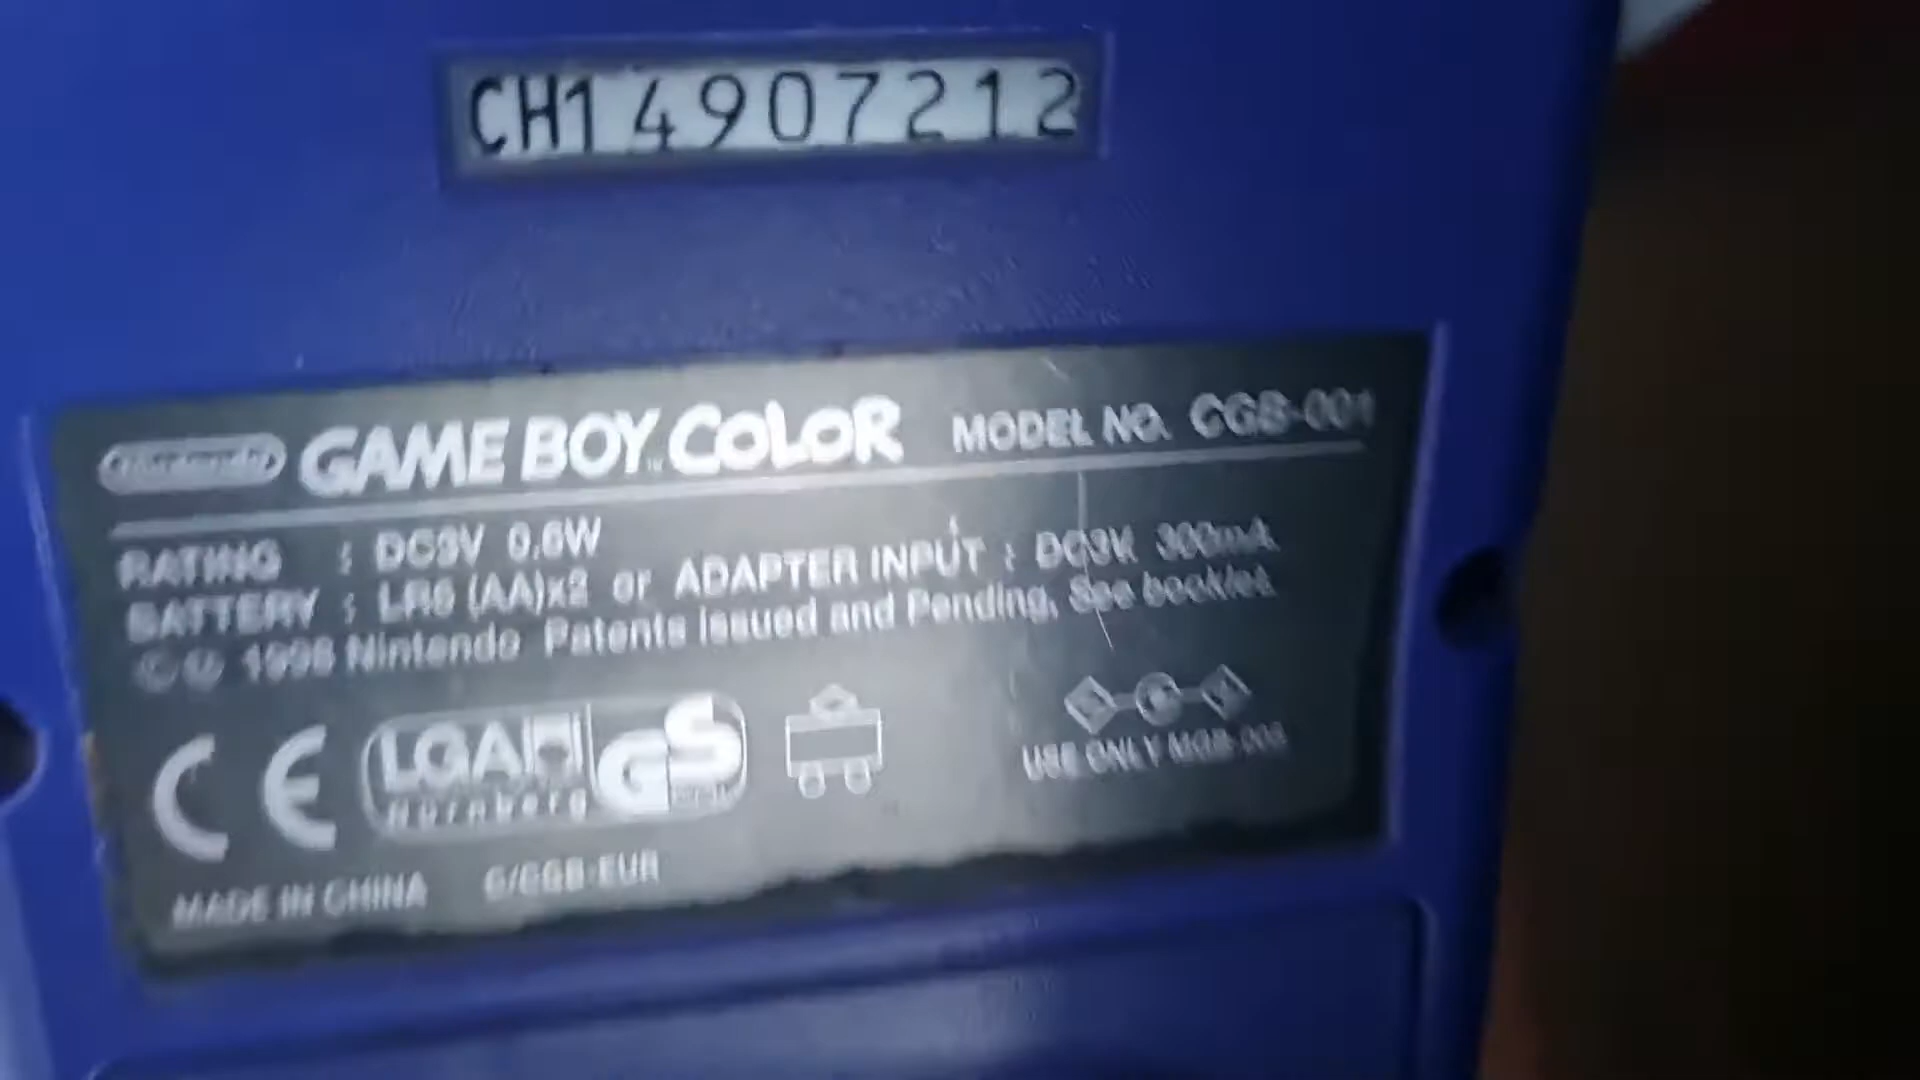 CH14907212
Nintendo GAME BOY COLOR MODEL NO. CGB-001
RATING : DC3V 0.6W
BATTERY : LR6 (AA)x2 or ADAPTER INPUT : DC3V 300mA
© 1998 Nintendo Patents Issued and Pending, See booklet.
CE LGA Nürnberg GS
USE ONLY MGB-005
MADE IN CHINA G/CGB-EUR